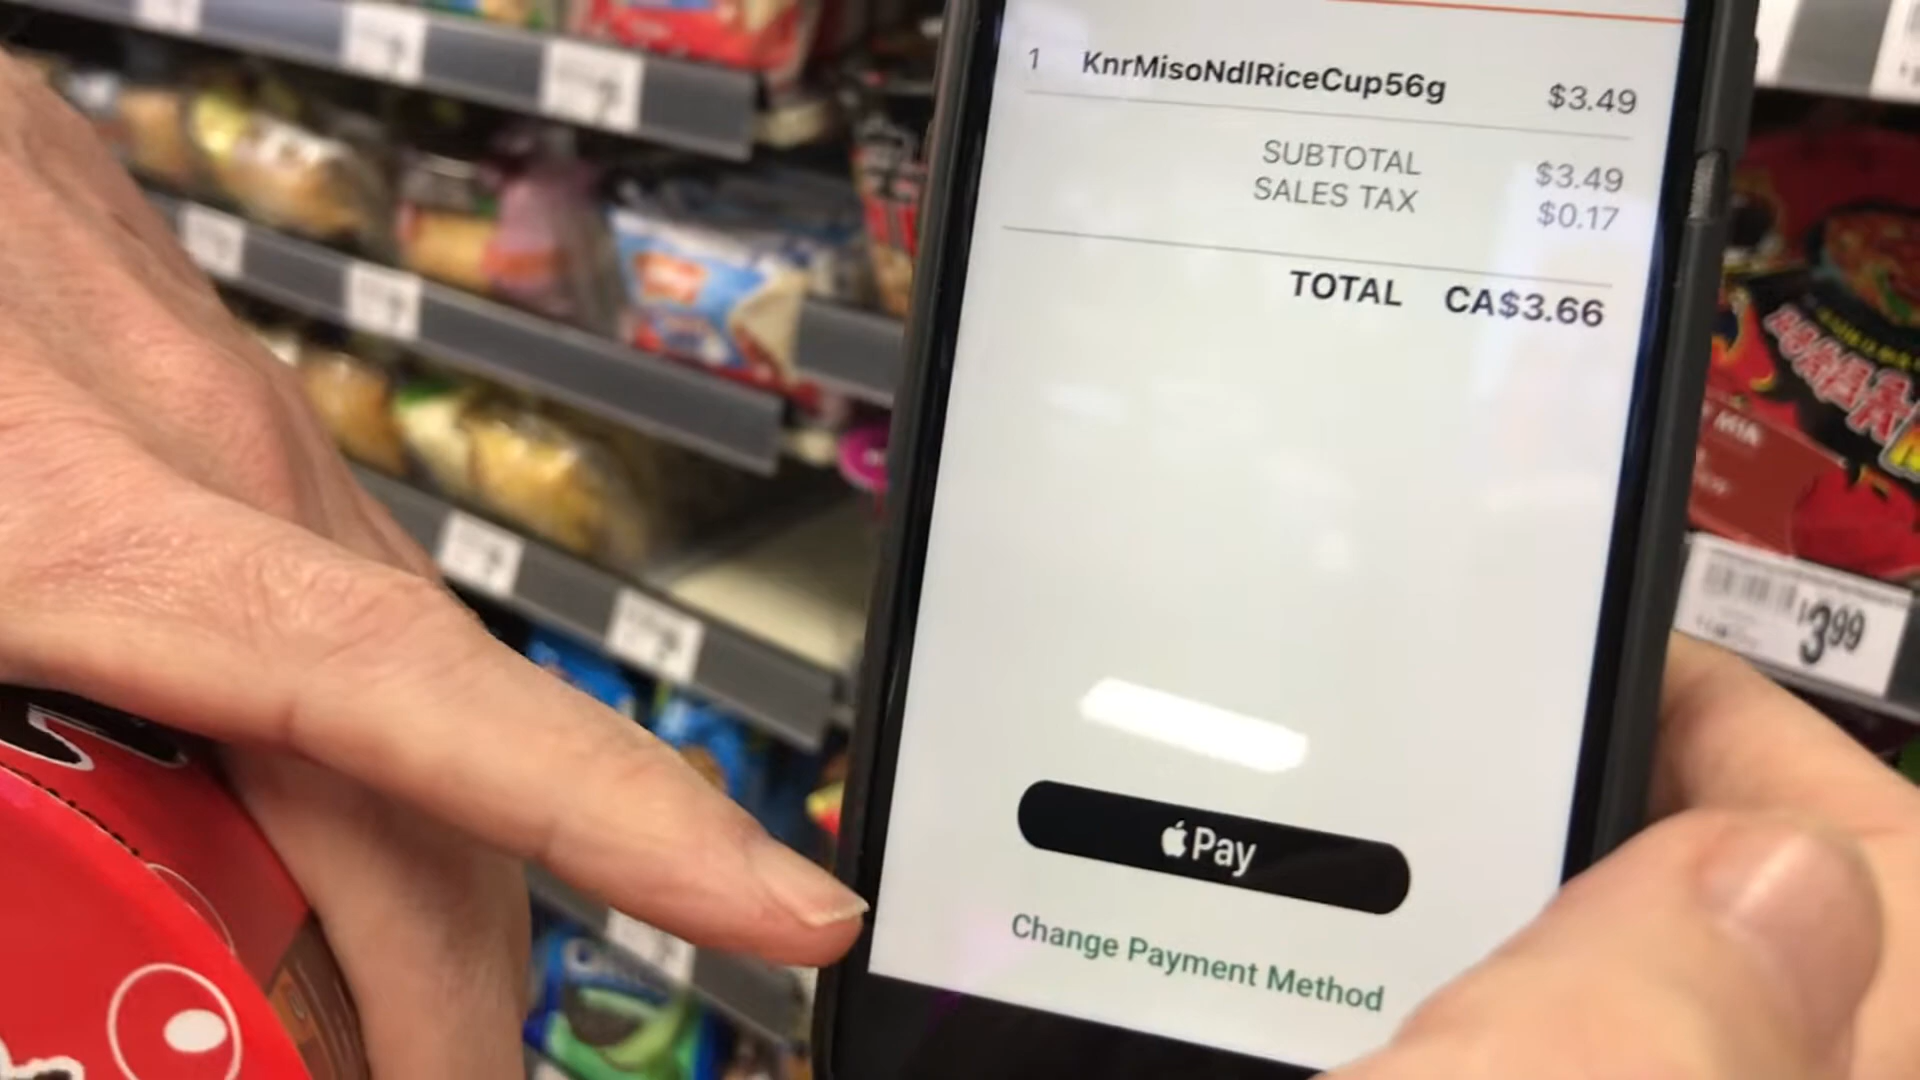 1 KnrMisoNdlRiceCup56g $3.49
SUBTOTAL $3.49
SALES TAX $0.17
TOTAL CA$3.66
Pay
Change Payment Method
$3.99